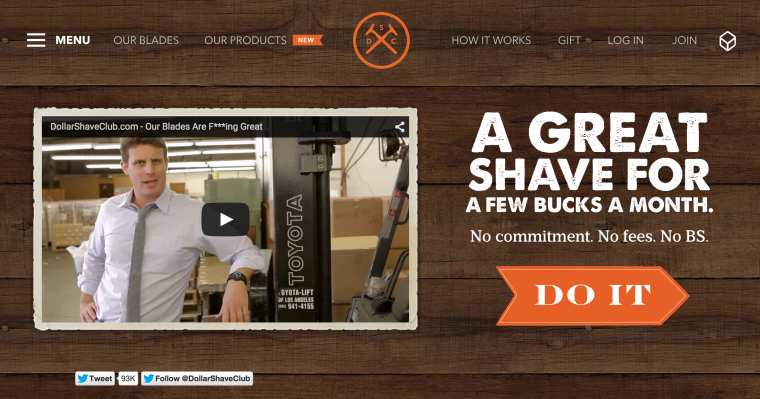 MENU
OUR BLADES
OUR PRODUCTS
NEW
D S C
HOW IT WORKS
GIFT
LOG IN
JOIN
DollarShaveClub.com - Our Blades Are F***ing Great
TOYOTA
TOYOTA-LIFT
OF LOS ANGELES
941-4155
A GREAT
SHAVE FOR
A FEW BUCKS A MONTH.
No commitment. No fees. No BS.
DO IT
Tweet
93K
Follow @DollarShaveClub